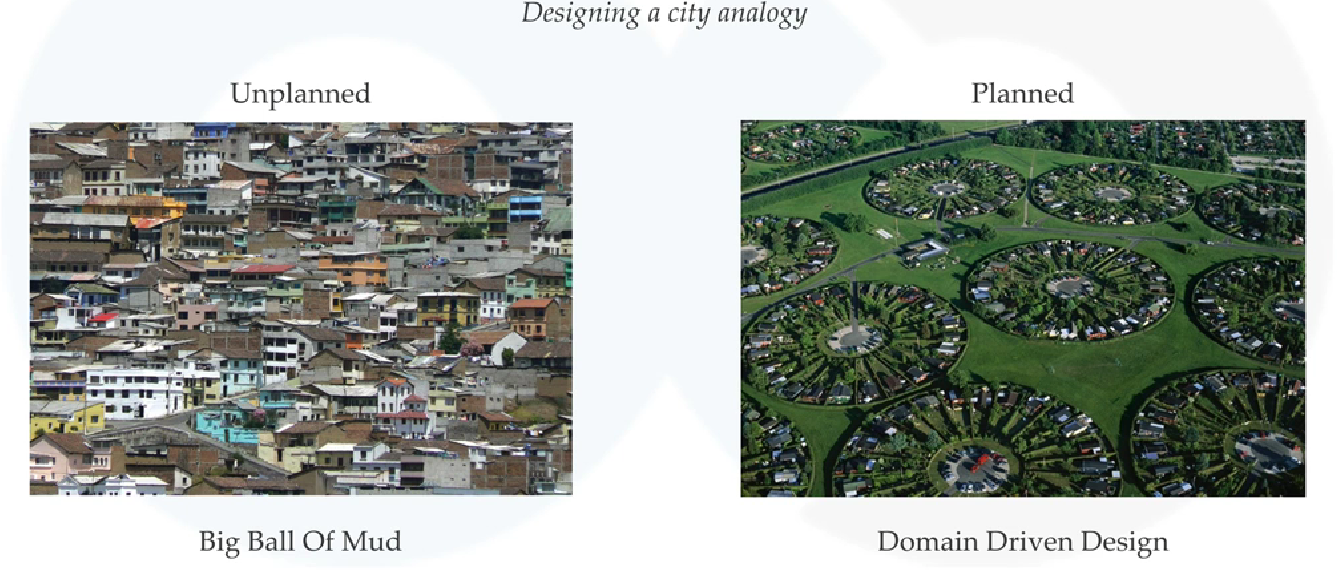 Designing a city analogy
Unplanned
Planned
Big Ball Of Mud
Domain Driven Design